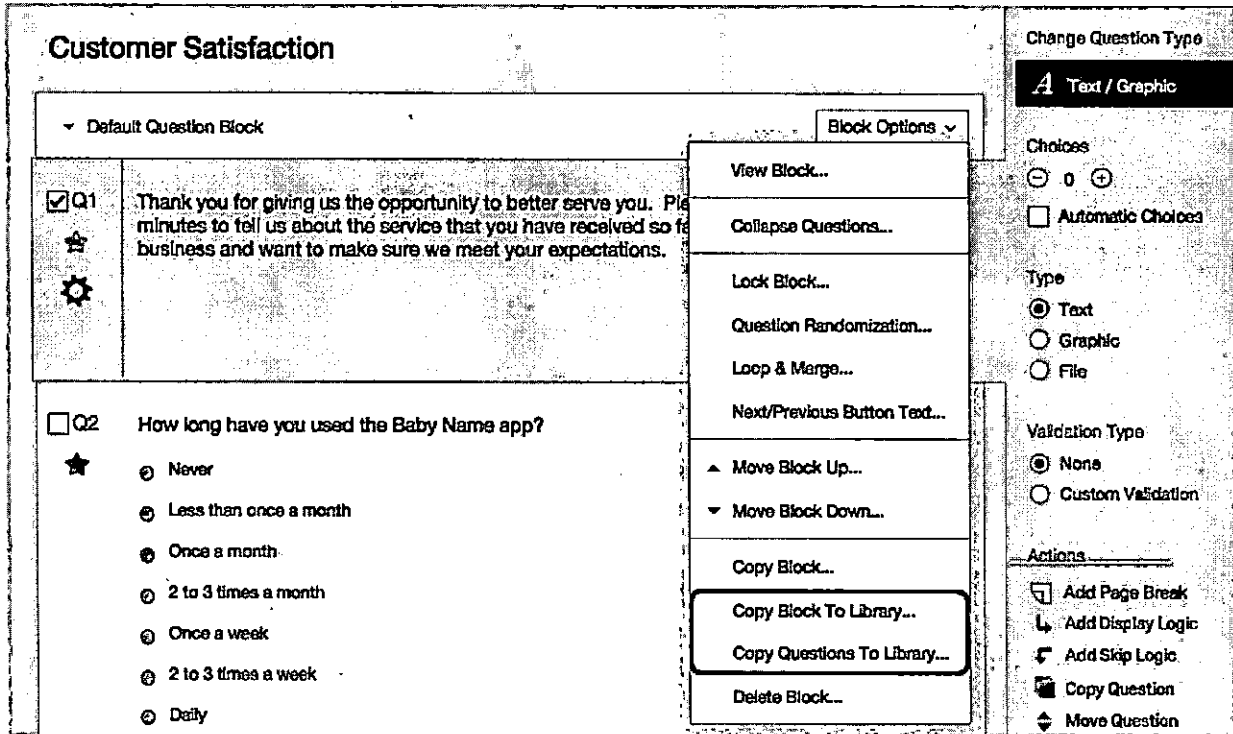 Customer Satisfaction
Default Question Block
Block Options
Q1
Thank you for giving us the opportunity to better serve you.
minutes to tell us about the service that you have received so
business and want to make sure we meet your expectations.
Q2
How long have you used the Baby Name app?
Never
Less than once a month
Once a month
2 to 3 times a month
Once a week
2 to 3 times a week
Daily
View Block...
Collapse Questions...
Lock Block...
Question Randomization...
Loop & Merge...
Next/Previous Button Text...
Move Block Up...
Move Block Down...
Copy Block...
Copy Block To Library...
Copy Questions To Library...
Delete Block...
Change Question Type
A Text / Graphic
Choices
0
Automatic Choices
Type
Text
Graphic
File
Validation Type
None
Custom Validation
Actions
Add Page Break
Add Display Logic
Add Skip Logic
Copy Question
Move Question